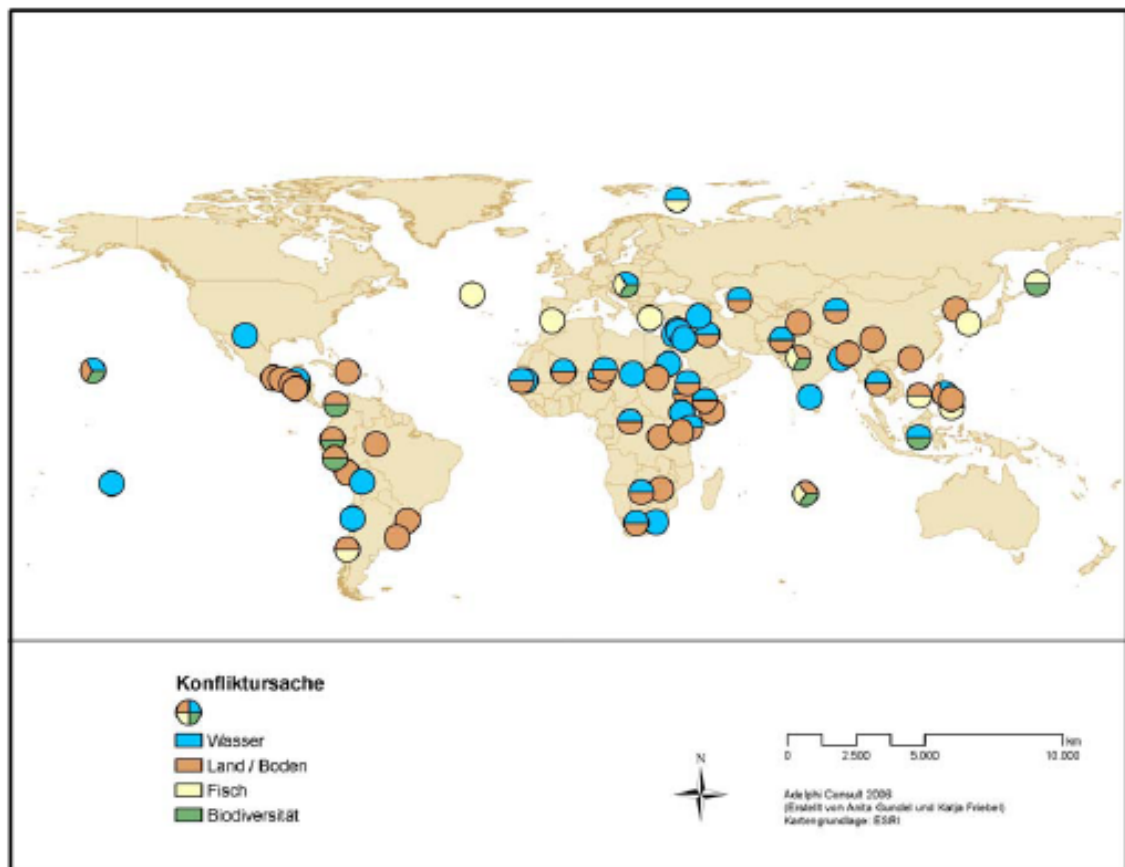 Konfliktursache
Wasser
Land / Boden
Fisch
Biodiversität
N
km
0 2.500 5.000 10.000
Adelphi Consult 2006
(Erstellt von Anita Gundel und Katja Friebel)
Kartengrundlage: ESRI